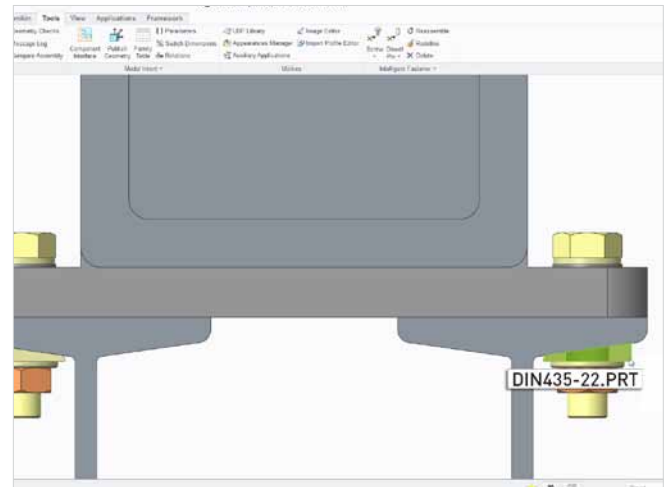 Tools View Applications Framework
Geometry Checks
Message Log
Compare Assembly
Component
Interface
Publish
Geometry
Family
Table
[ ] Parameters
Switch Dimensions
d= Relations
UDF Library
Appearances Manager
Auxiliary Applications
Image Editor
Import Profile Editor
Screw
Dowel
Pin
Reassemble
Redefine
Delete
Model Intent
Utilities
Intelligent Fastener
DIN435-22.PRT